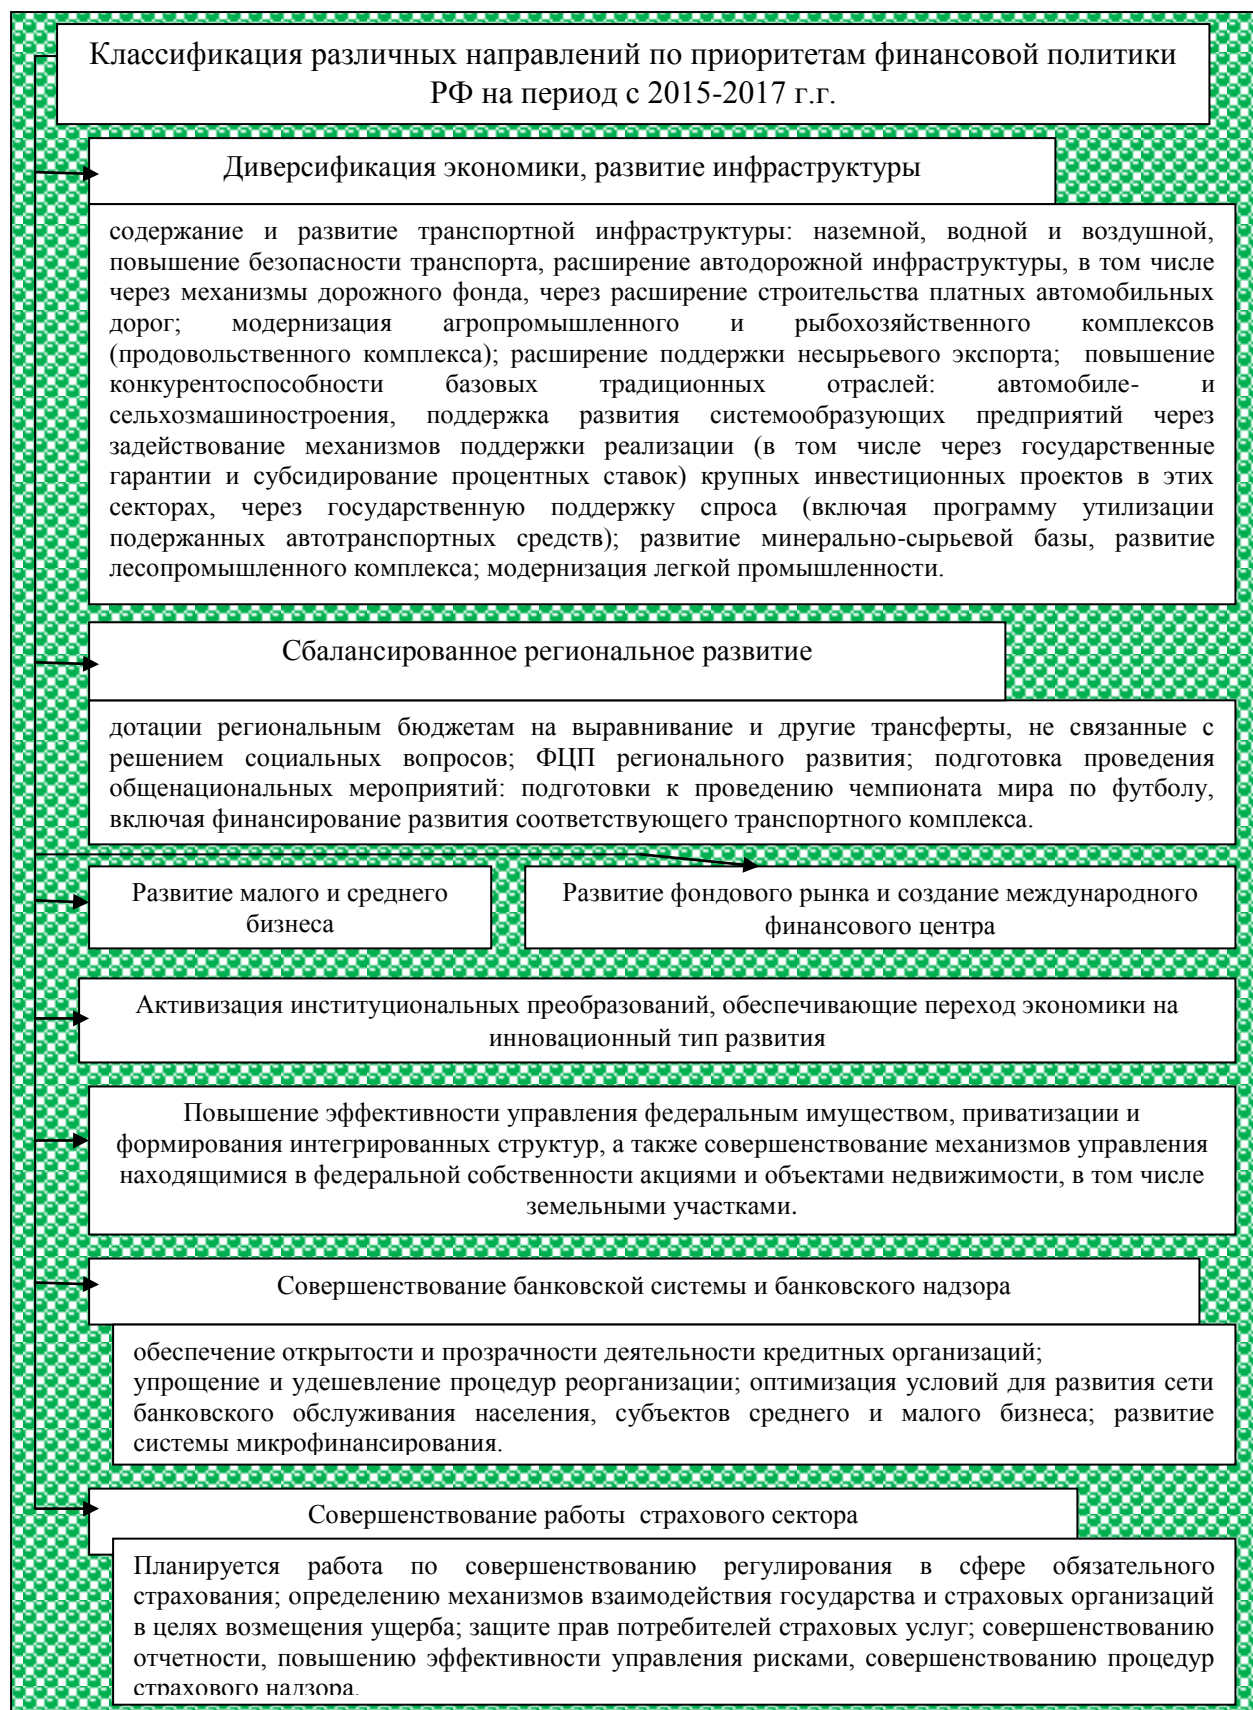 Классификация различных направлений по приоритетам финансовой политики
РФ на период с 2015-2017 г.г.
Диверсификация экономики, развитие инфраструктуры
содержание и развитие транспортной инфраструктуры: наземной, водной и воздушной,
повышение безопасности транспорта, расширение автодорожной инфраструктуры, в том числе
через механизмы дорожного фонда, через расширение строительства платных автомобильных
дорог; модернизация агропромышленного и рыбохозяйственного комплексов
(продовольственного комплекса); расширение поддержки несырьевого экспорта; повышение
конкурентоспособности базовых традиционных отраслей: автомобиле- и
сельхозмашиностроения, поддержка развития системообразующих предприятий через
задействование механизмов поддержки реализации (в том числе через государственные
гарантии и субсидирование процентных ставок) крупных инвестиционных проектов в этих
секторах, через государственную поддержку спроса (включая программу утилизации
подержанных автотранспортных средств); развитие минерально-сырьевой базы, развитие
лесопромышленного комплекса; модернизация легкой промышленности.
Сбалансированное региональное развитие
дотации региональным бюджетам на выравнивание и другие трансферты, не связанные с
решением социальных вопросов; ФЦП регионального развития; подготовка проведения
общенациональных мероприятий: подготовки к проведению чемпионата мира по футболу,
включая финансирование развития соответствующего транспортного комплекса.
Развитие малого и среднего
бизнеса
Развитие фондового рынка и создание международного
финансового центра
Активизация институциональных преобразований, обеспечивающие переход экономики на
инновационный тип развития
Повышение эффективности управления федеральным имуществом, приватизации и
формирования интегрированных структур, а также совершенствование механизмов управления
находящимися в федеральной собственности акциями и объектами недвижимости, в том числе
земельными участками.
Совершенствование банковской системы и банковского надзора
обеспечение открытости и прозрачности деятельности кредитных организаций;
упрощение и удешевление процедур реорганизации; оптимизация условий для развития сети
банковского обслуживания населения, субъектов среднего и малого бизнеса; развитие
системы микрофинансирования.
Совершенствование работы страхового сектора
Планируется работа по совершенствованию регулирования в сфере обязательного
страхования; определению механизмов взаимодействия государства и страховых организаций
в целях возмещения ущерба; защите прав потребителей страховых услуг; совершенствованию
отчетности, повышению эффективности управления рисками, совершенствованию процедур
страхового надзора.